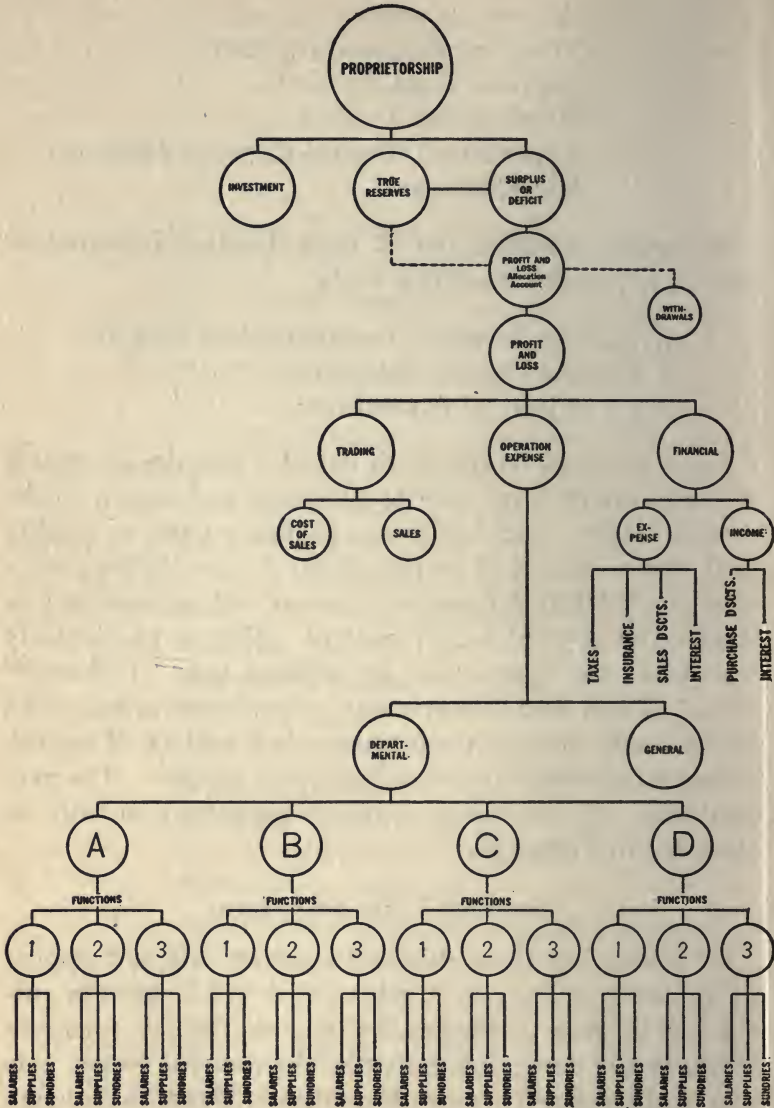 PROPRIETORSHIP
INVESTMENT
TRUE
RESERVES
SURPLUS
OR
DEFICIT
PROFIT AND
LOSS
Allocation
Account
WITH-
DRAWALS
PROFIT
AND
LOSS
TRADING
OPERATION
EXPENSE
FINANCIAL
COST
OF
SALES
SALES
EX-
PENSE
INCOME
TAXES
INSURANCE
SALES DSCTS.
INTEREST
PURCHASE DSCTS.
INTEREST
DEPART-
MENTAL
GENERAL
A
B
C
D
FUNCTIONS
FUNCTIONS
FUNCTIONS
FUNCTIONS
1
2
3
1
2
3
1
2
3
1
2
3
SALARIES
SUPPLIES
SUNDRIES
SALARIES
SUPPLIES
SUNDRIES
SALARIES
SUPPLIES
SUNDRIES
SALARIES
SUPPLIES
SUNDRIES
SALARIES
SUPPLIES
SUNDRIES
SALARIES
SUPPLIES
SUNDRIES
SALARIES
SUPPLIES
SUNDRIES
SALARIES
SUPPLIES
SUNDRIES
SALARIES
SUPPLIES
SUNDRIES
SALARIES
SUPPLIES
SUNDRIES
SALARIES
SUPPLIES
SUNDRIES
SALARIES
SUPPLIES
SUNDRIES